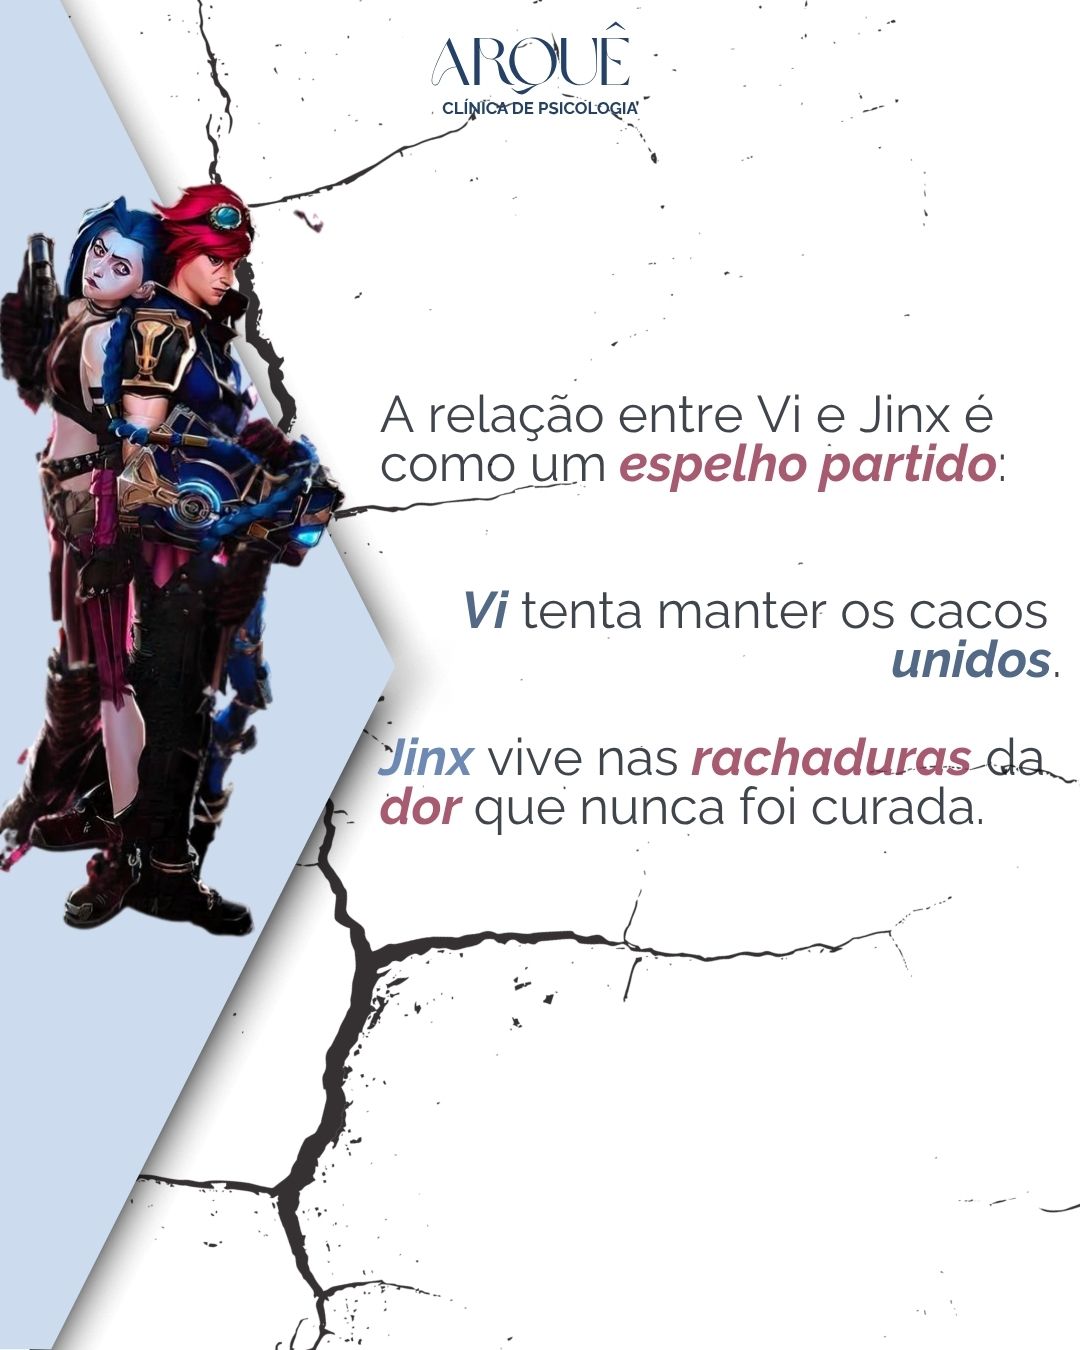 ARQUÊ
CLÍNICA DE PSICOLOGIA
A relação entre Vi e Jinx é
como um espelho partido:
Vi tenta manter os cacos
unidos.
Jinx vive nas rachaduras da
dor que nunca foi curada.